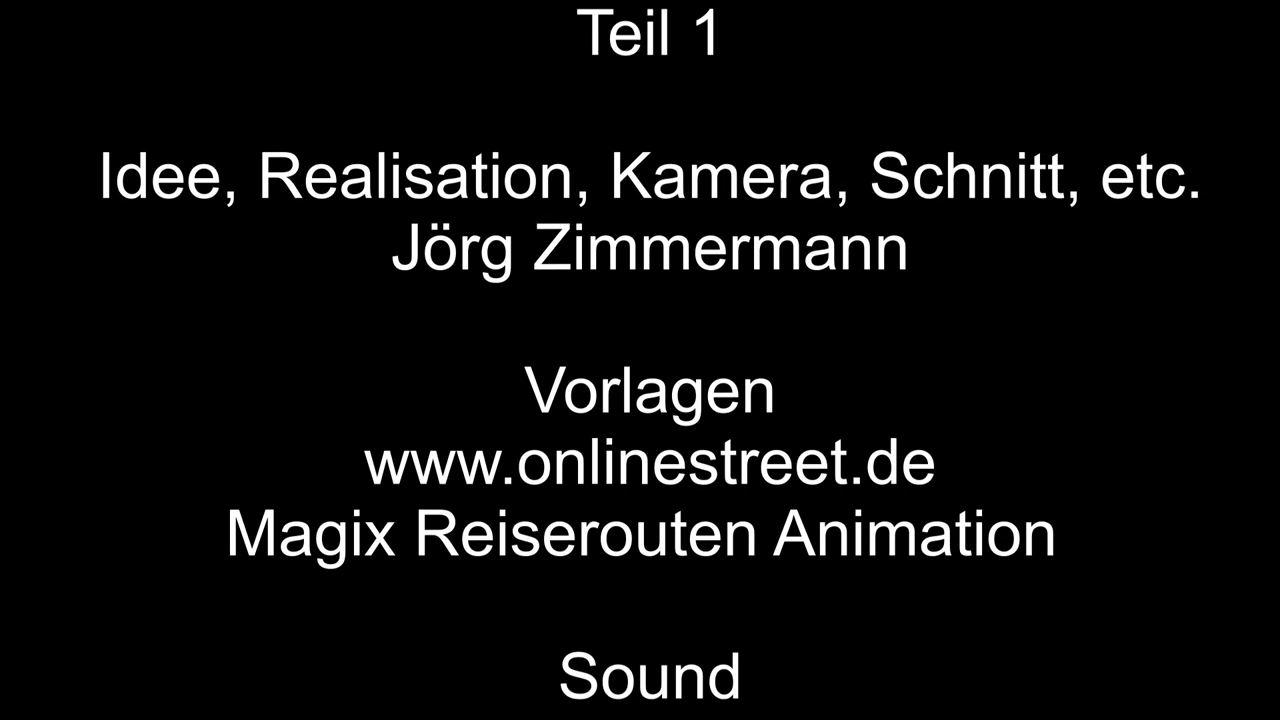 Teil 1
Idee, Realisation, Kamera, Schnitt, etc.
Jörg Zimmermann
Vorlagen
www.onlinestreet.de
Magix Reiserouten Animation
Sound